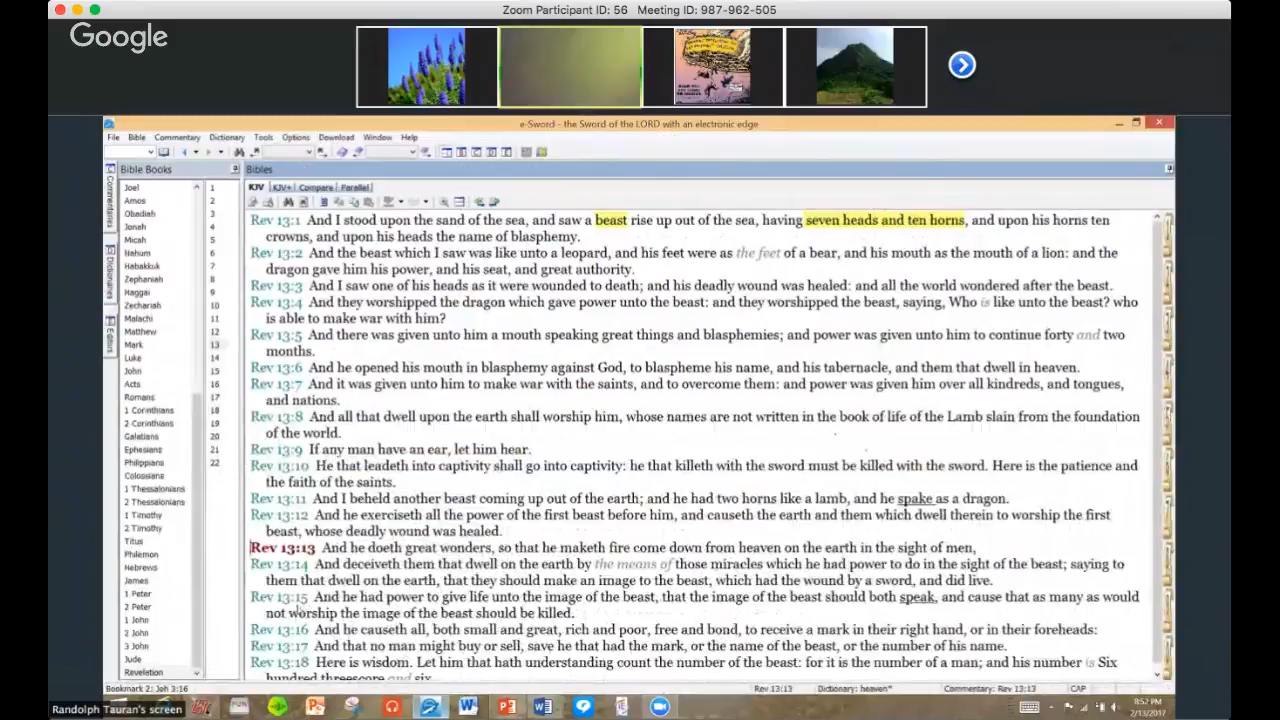 Zoom Participant ID: 56 Meeting ID: 987-962-505
Google
e-Sword - the Sword of the LORD with an electronic edge
File Bible Commentary Dictionary Tools Options Download Window Help
Bible Books
Bibles
Commentaries
Dictionaries
Editors
Joel
Amos
Obadiah
Jonah
Micah
Nahum
Habakkuk
Zephaniah
Haggai
Zechariah
Malachi
Matthew
Mark
Luke
John
Acts
Romans
1 Corinthians
2 Corinthians
Galatians
Ephesians
Philippians
Colossians
1 Thessalonians
2 Thessalonians
1 Timothy
2 Timothy
Titus
Philemon
Hebrews
James
1 Peter
2 Peter
1 John
2 John
3 John
Jude
Revelation
1
2
3
4
5
6
7
8
9
10
11
12
13
14
15
16
17
18
19
20
21
22
KJV KJV+ Compare Parallel
Rev 13:1 And I stood upon the sand of the sea, and saw a beast rise up out of the sea, having seven heads and ten horns, and upon his horns ten
crowns, and upon his heads the name of blasphemy.
Rev 13:2 And the beast which I saw was like unto a leopard, and his feet were as the feet of a bear, and his mouth as the mouth of a lion: and the
dragon gave him his power, and his seat, and great authority.
Rev 13:3 And I saw one of his heads as it were wounded to death; and his deadly wound was healed: and all the world wondered after the beast.
Rev 13:4 And they worshipped the dragon which gave power unto the beast: and they worshipped the beast, saying, Who is like unto the beast? who
is able to make war with him?
Rev 13:5 And there was given unto him a mouth speaking great things and blasphemies; and power was given unto him to continue forty and two
months.
Rev 13:6 And he opened his mouth in blasphemy against God, to blaspheme his name, and his tabernacle, and them that dwell in heaven.
Rev 13:7 And it was given unto him to make war with the saints, and to overcome them: and power was given him over all kindreds, and tongues,
and nations.
Rev 13:8 And all that dwell upon the earth shall worship him, whose names are not written in the book of life of the Lamb slain from the foundation
of the world.
Rev 13:9 If any man have an ear, let him hear.
Rev 13:10 He that leadeth into captivity shall go into captivity: he that killeth with the sword must be killed with the sword. Here is the patience and
the faith of the saints.
Rev 13:11 And I beheld another beast coming up out of the earth; and he had two horns like a lamb, and he spake as a dragon.
Rev 13:12 And he exerciseth all the power of the first beast before him, and causeth the earth and them which dwell therein to worship the first
beast, whose deadly wound was healed.
Rev 13:13 And he doeth great wonders, so that he maketh fire come down from heaven on the earth in the sight of men,
Rev 13:14 And deceiveth them that dwell on the earth by the means of those miracles which he had power to do in the sight of the beast; saying to
them that dwell on the earth, that they should make an image to the beast, which had the wound by a sword, and did live.
Rev 13:15 And he had power to give life unto the image of the beast, that the image of the beast should both speak, and cause that as many as would
not worship the image of the beast should be killed.
Rev 13:16 And he causeth all, both small and great, rich and poor, free and bond, to receive a mark in their right hand, or in their foreheads:
Rev 13:17 And that no man might buy or sell, save he that had the mark, or the name of the beast, or the number of his name.
Rev 13:18 Here is wisdom. Let him that hath understanding count the number of the beast: for it is the number of a man; and his number is Six
hundred threescore and six.
Bookmark 2: Joh 3:16
Rev 13:13 Dictionary: heaven* Commentary: Rev 13:13 CAP
Randolph Tauran's screen
8:52 PM
2/13/2017